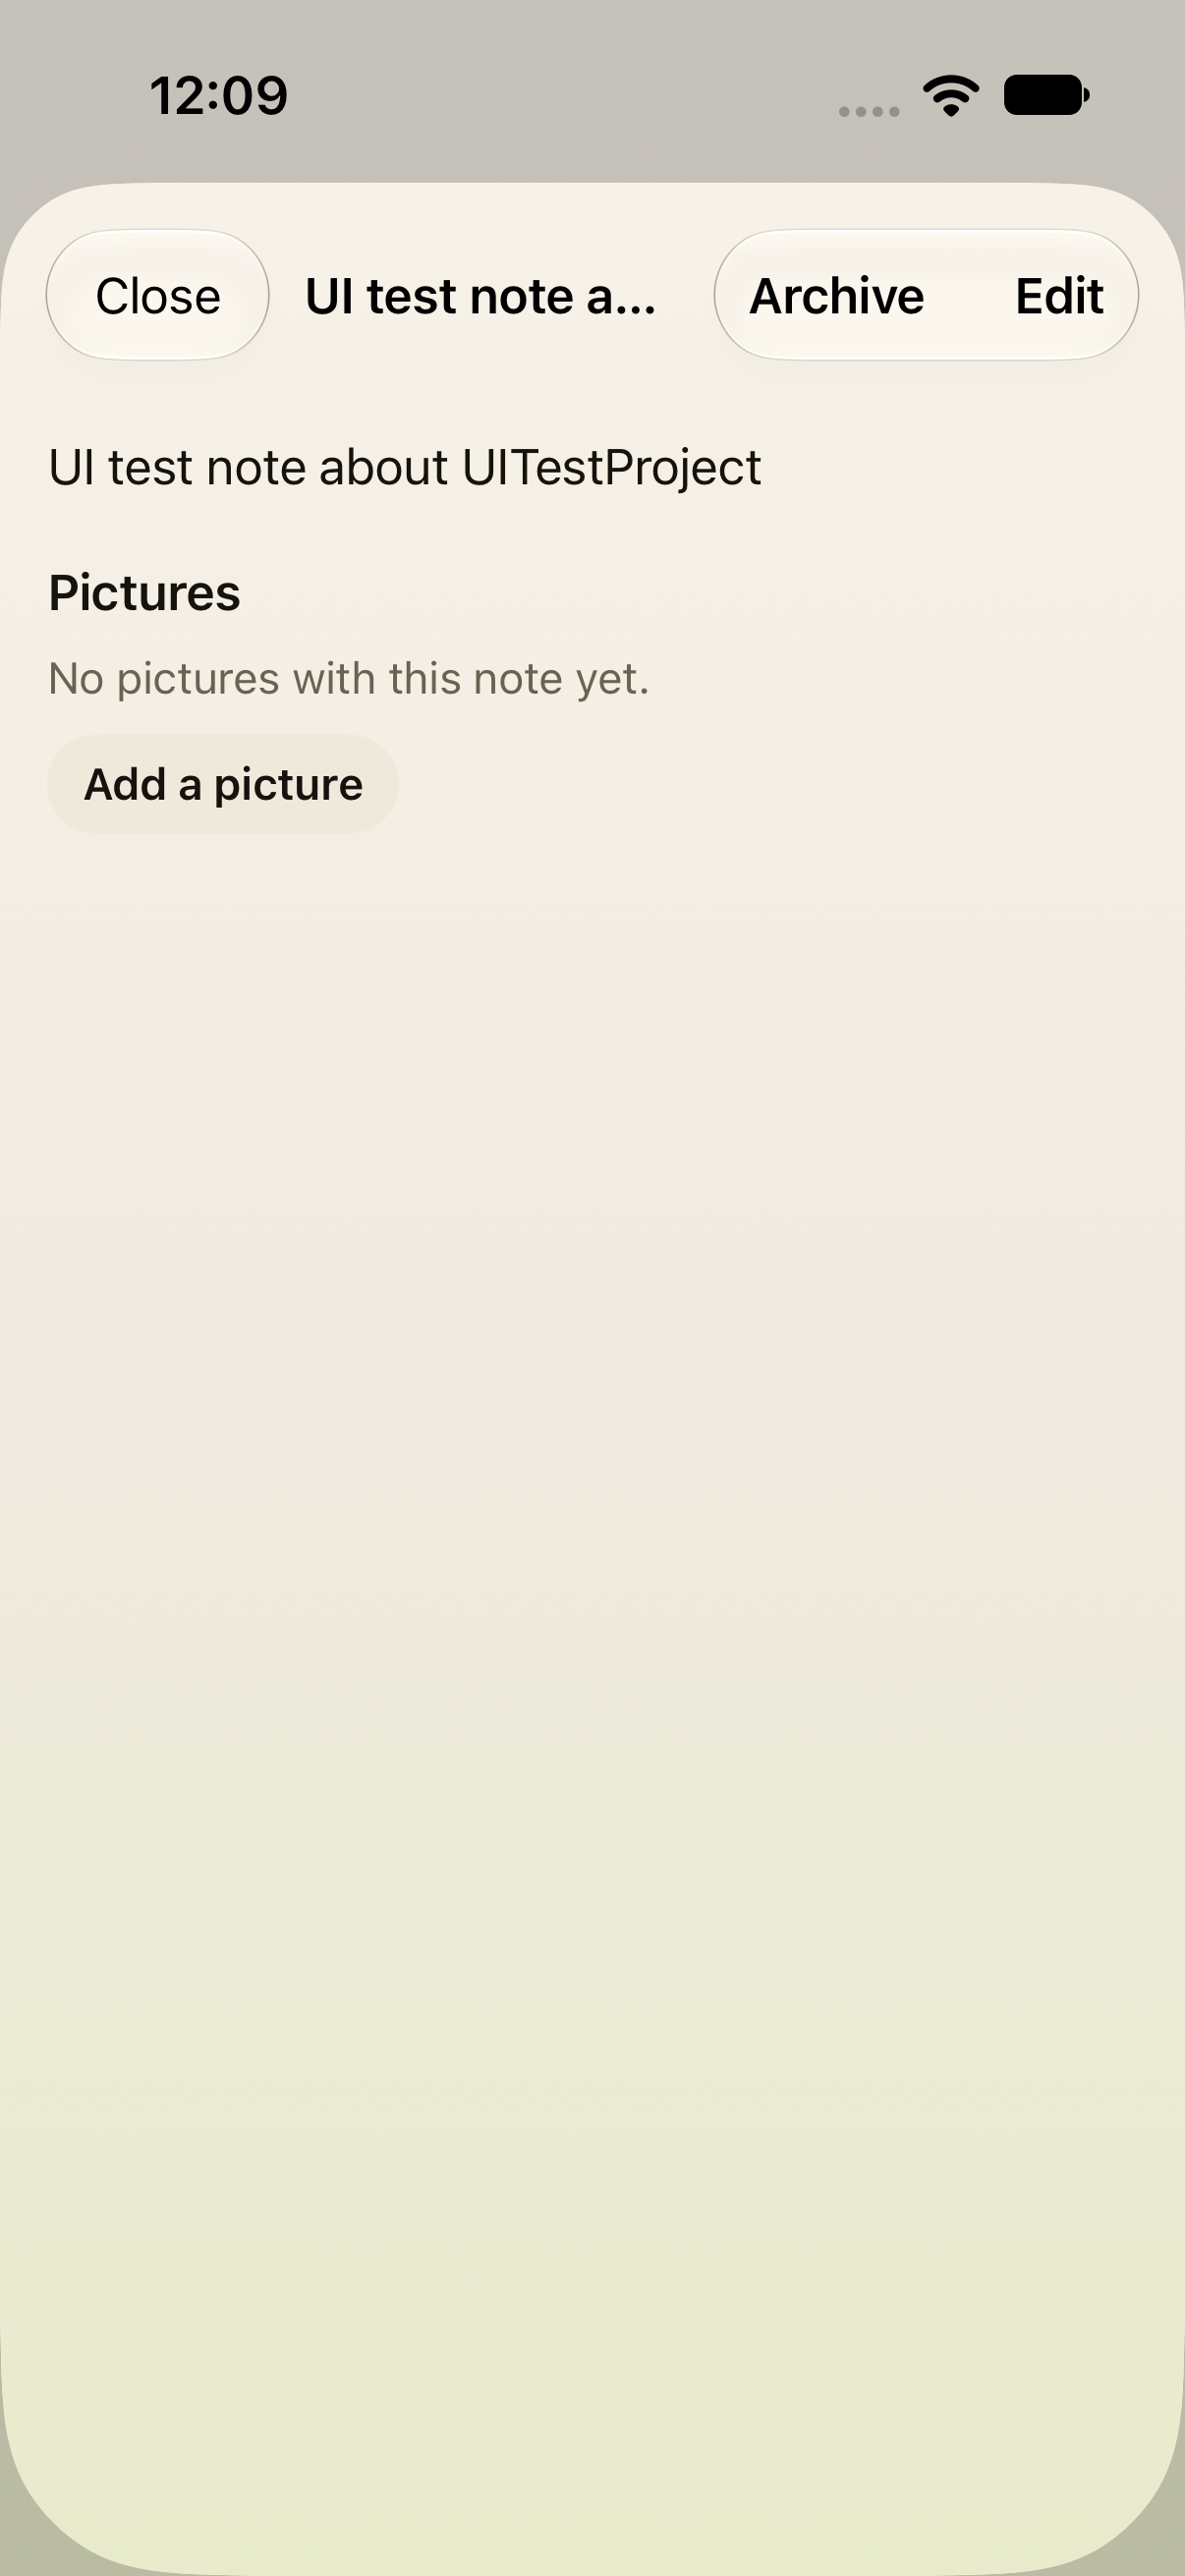 12:09
Close
UI test note a...
Archive
Edit
UI test note about UITestProject
Pictures
No pictures with this note yet.
Add a picture